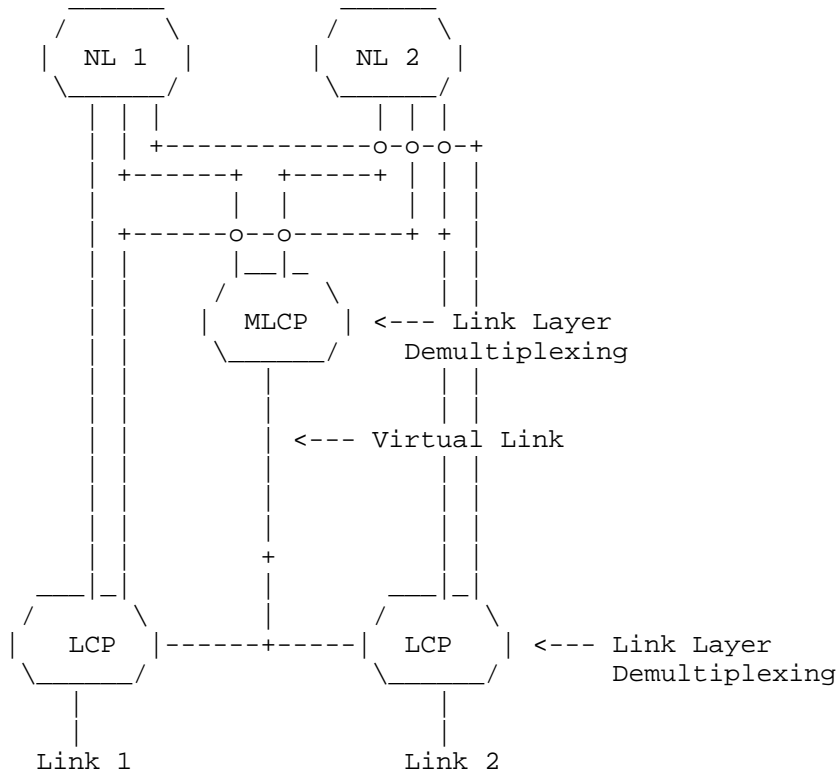 NL 1 NL 2
MLCP <--- Link Layer
Demultiplexing
<--- Virtual Link
LCP LCP <--- Link Layer
Demultiplexing
Link 1 Link 2